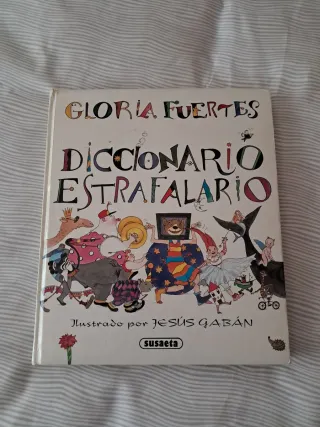 GLORIA FUERTES
DICCIONARIO
ESTRAFALARIO
Ilustrado por JESÚS GABÁN
susaeta